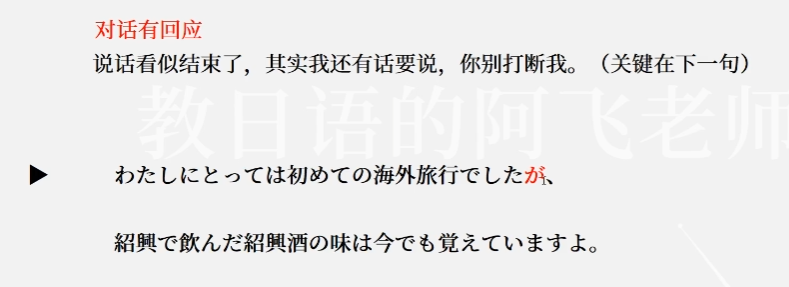 对话有回应
说话看似结束了，其实我还有话要说，你别打断我。（关键在下一句）
教日语的阿飞老师
▶ わたしにとっては初めての海外旅行でしたが、
紹興で飲んだ紹興酒の味は今でも覚えていますよ。